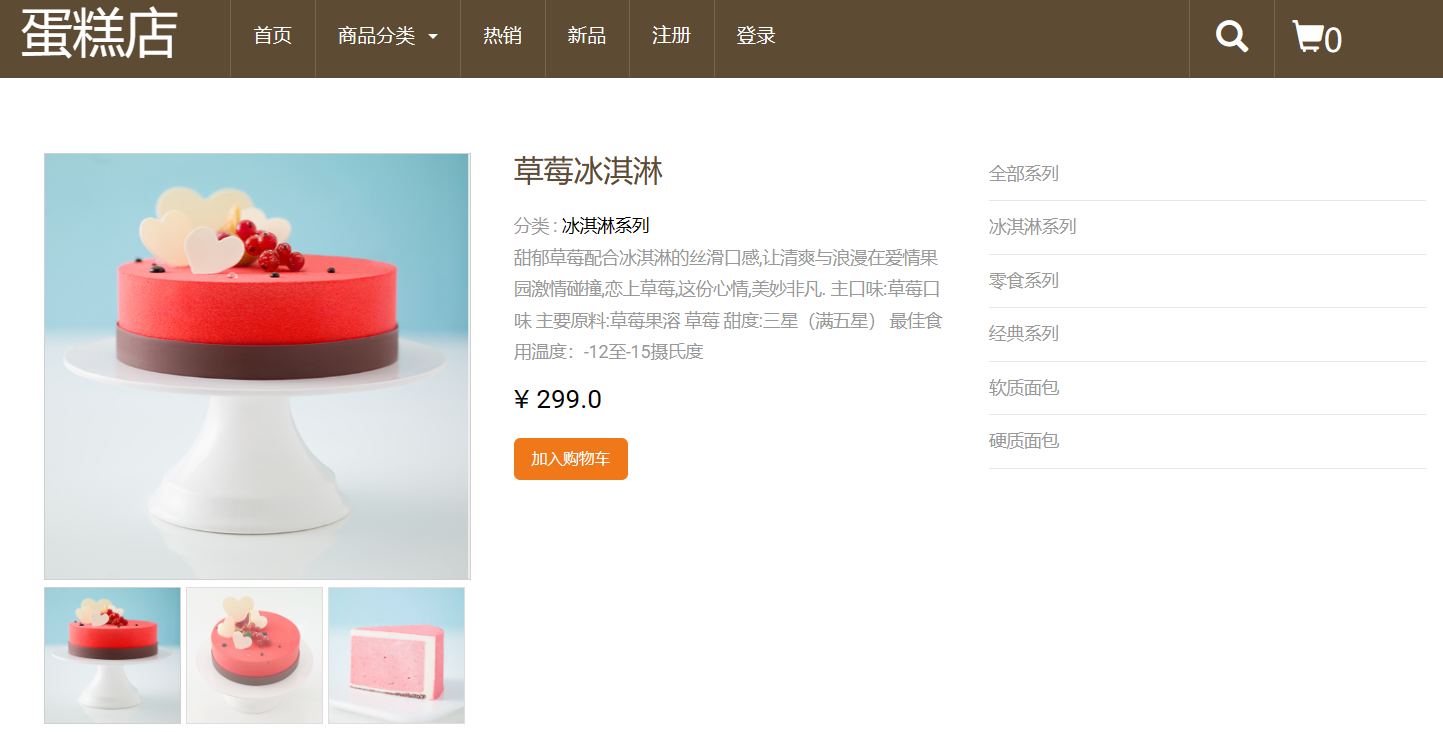 蛋糕店
首页
商品分类
热销
新品
注册
登录
0
草莓冰淇淋
分类 : 冰淇淋系列
甜郁草莓配合冰淇淋的丝滑口感,让清爽与浪漫在爱情果
园激情碰撞,恋上草莓,这份心情,美妙非凡. 主口味:草莓口
味 主要原料:草莓果溶 草莓 甜度:三星（满五星） 最佳食
用温度：-12至-15摄氏度
¥ 299.0
加入购物车
全部系列
冰淇淋系列
零食系列
经典系列
软质面包
硬质面包